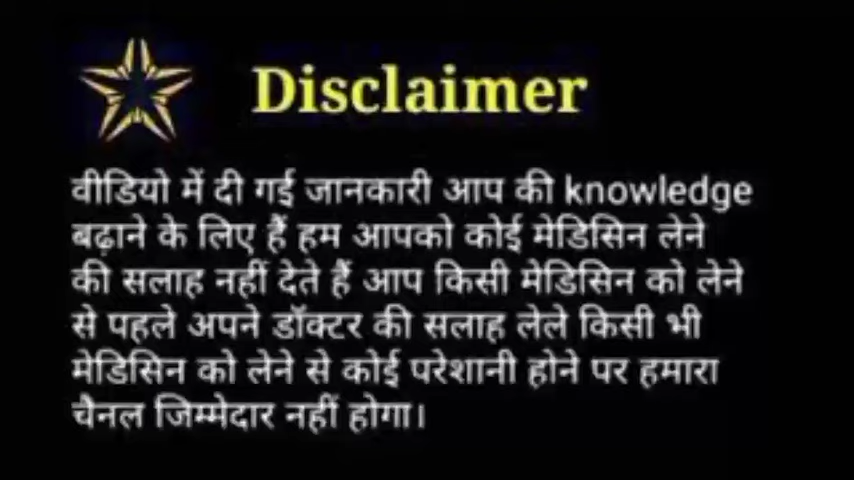 Disclaimer
वीडियो में दी गई जानकारी आप की knowledge
बढ़ाने के लिए हैं हम आपको कोई मेडिसिन लेने
की सलाह नहीं देते हैं आप किसी मेडिसिन को लेने
से पहले अपने डॉक्टर की सलाह लेले किसी भी
मेडिसिन को लेने से कोई परेशानी होने पर हमारा
चैनल जिम्मेदार नहीं होगा।